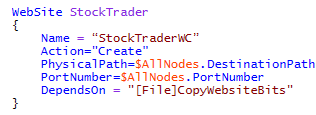 WebSite StockTrader
{
Name = “StockTraderWC”
Action="Create"
PhysicalPath=$AllNodes.DestinationPath
PortNumber=$AllNodes.PortNumber
DependsOn = "[File]CopyWebsiteBits"
}